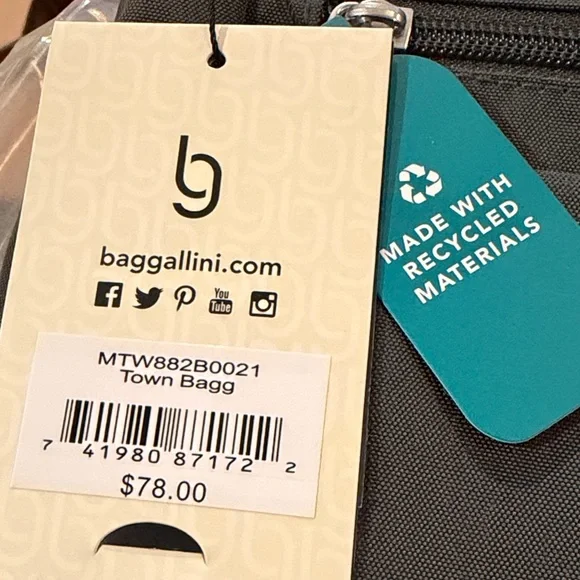 bg
baggallini.com
You
Tube
MTW882B0021
Town Bagg
7 41980 87172 2
$78.00
MADE WITH
RECYCLED
MATERIALS